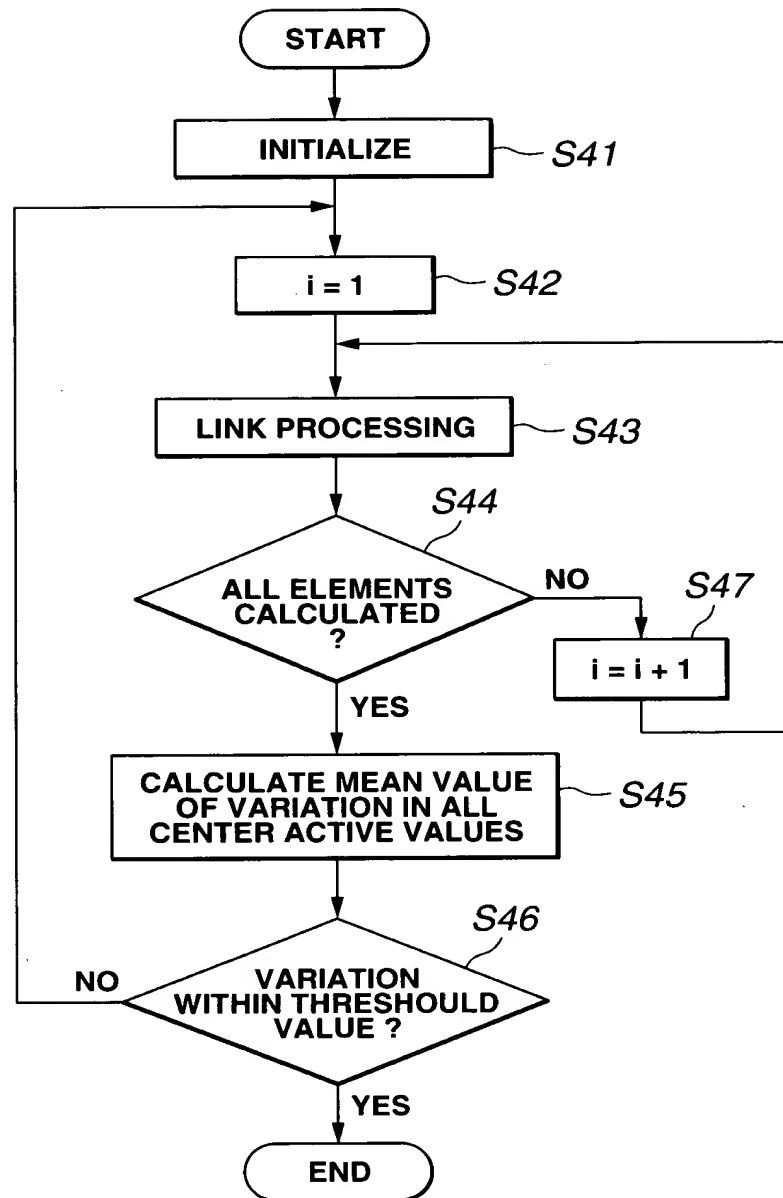 START
INITIALIZE
S41
i = 1
S42
LINK PROCESSING
S43
S44
ALL ELEMENTS
CALCULATED
?
NO
S47
i = i + 1
YES
CALCULATE MEAN VALUE
OF VARIATION IN ALL
CENTER ACTIVE VALUES
S45
S46
NO
VARIATION
WITHIN THRESHOULD
VALUE ?
YES
END